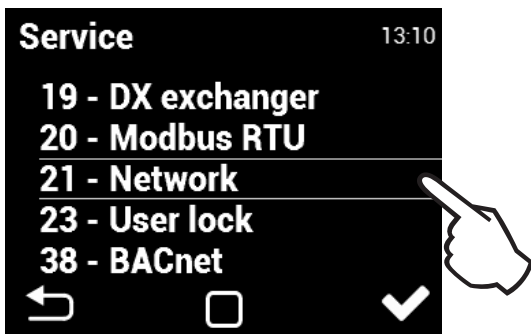 Service 13:10
19 - DX exchanger
20 - Modbus RTU
21 - Network
23 - User lock
38 - BACnet